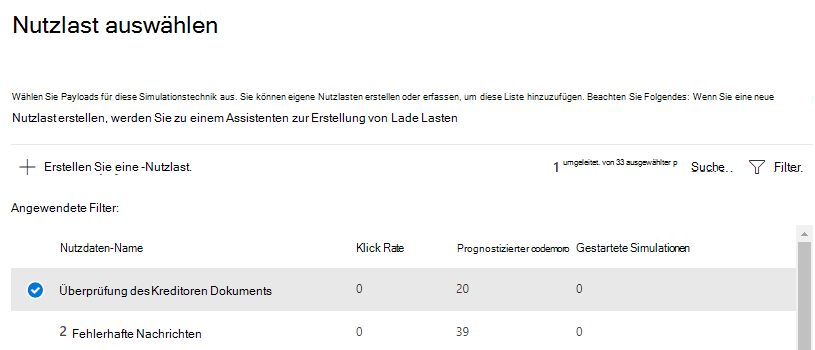 Nutzlast auswählen
Wählen Sie Payloads für diese Simulationstechnik aus. Sie können eigene Nutzlasten erstellen oder erfassen, um diese Liste hinzuzufügen. Beachten Sie Folgendes: Wenn Sie eine neue
Nutzlast erstellen, werden Sie zu einem Assistenten zur Erstellung von Lade Lasten
Erstellen Sie eine -Nutzlast. 1 umgeleitet. von 33 ausgewählter p Suche. . Filter.
Angewendete Filter:
Nutzdaten-Name Klick Rate Prognostizierter codemoro Gestartete Simulationen
Überprüfung des Kreditoren Dokuments 0 20 0
2 Fehlerhafte Nachrichten 0 39 0